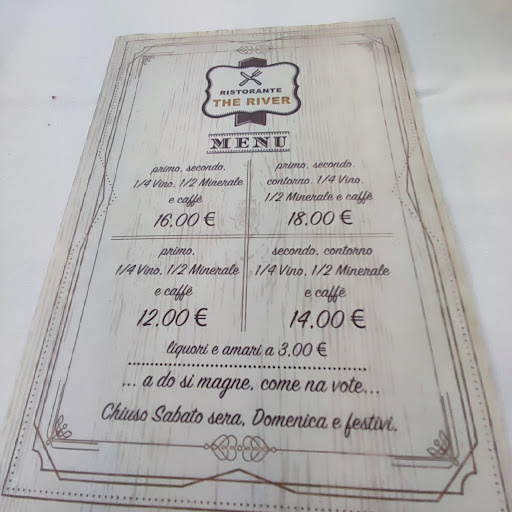 RISTORANTE
THE RIVER
MENU
primo, secondo,
1/4 Vino, 1/2 Minerale
e caffè
16.00 €
primo, secondo,
contorno, 1/4 Vino,
1/2 Minerale e caffè
18.00 €
primo,
1/4 Vino, 1/2 Minerale
e caffè
12.00 €
secondo, contorno
1/4 Vino, 1/2 Minerale
e caffè
14.00 €
liquori e amari a 3.00 €
... a do si magne, come na vote...
Chiuso Sabato sera, Domenica e festivi.